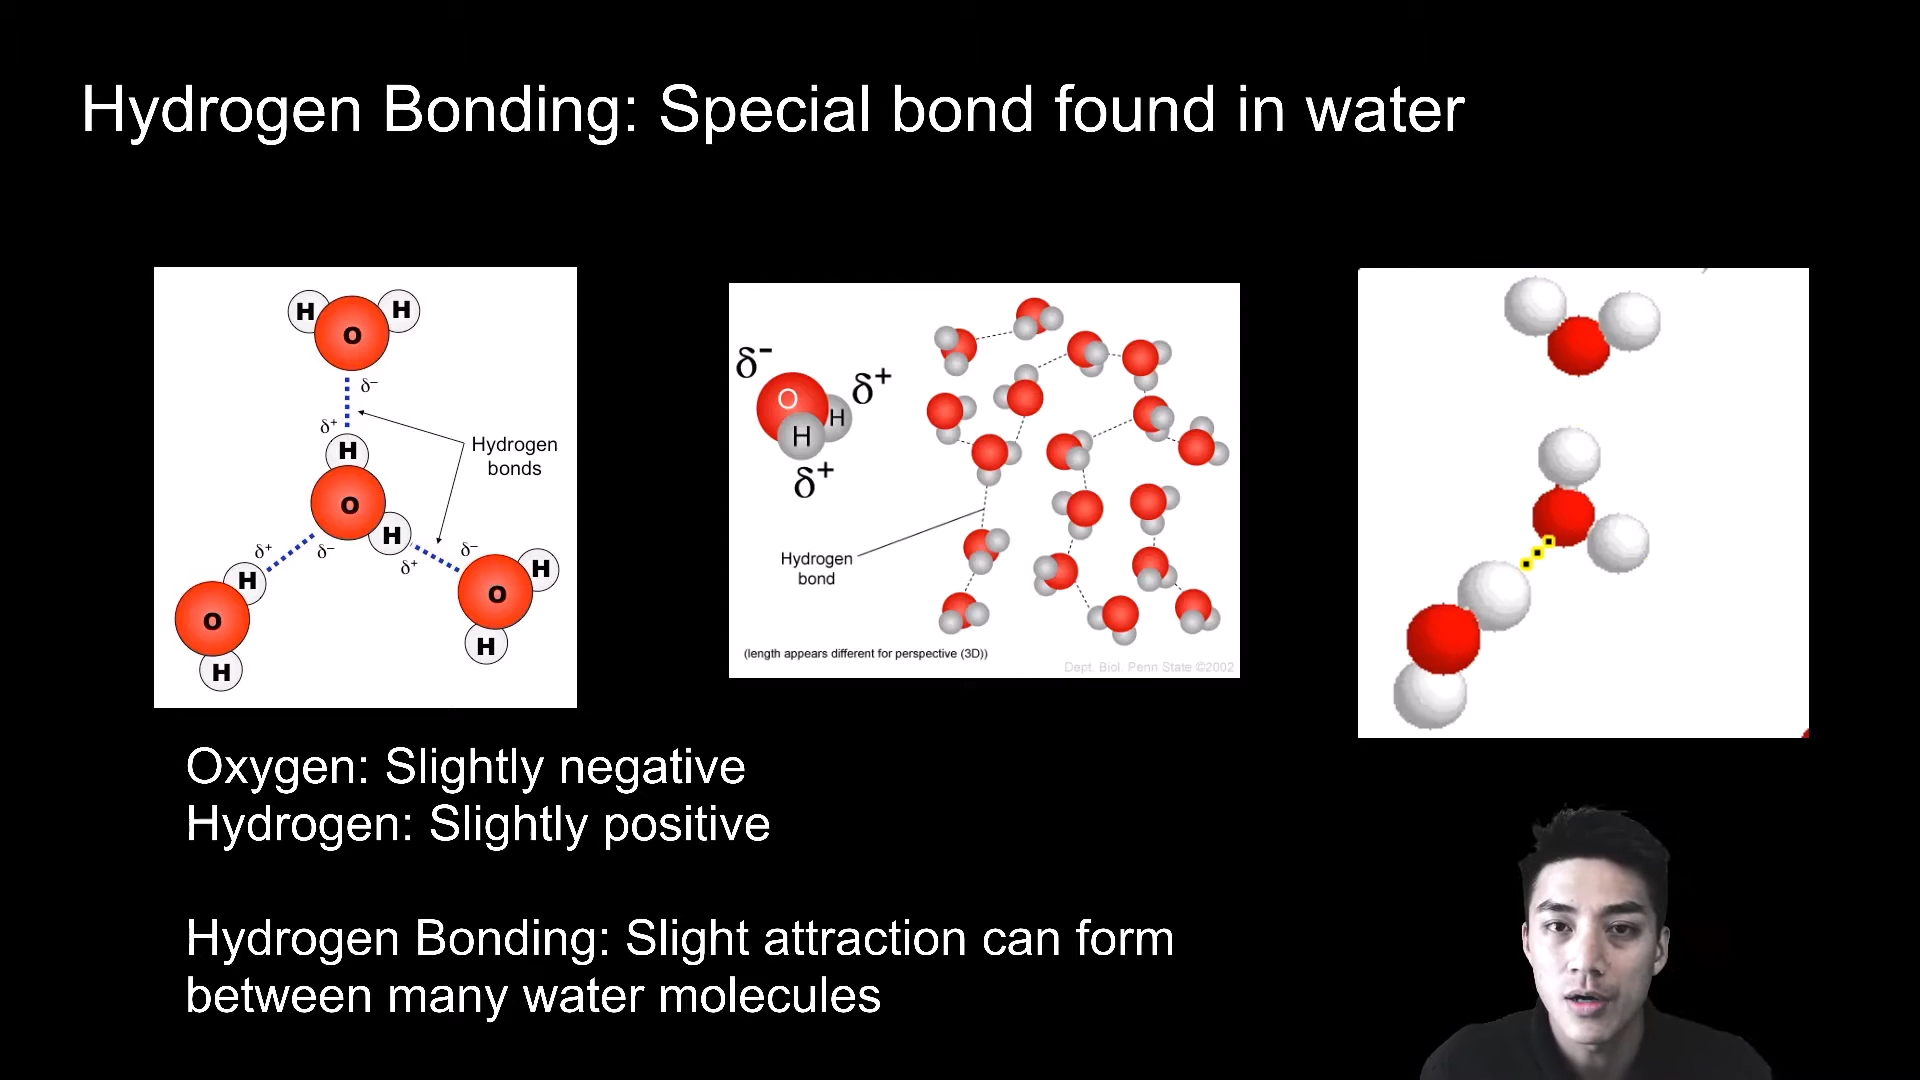 Hydrogen Bonding: Special bond found in water
H
H
O
δ−
δ+
H
Hydrogen
bonds
O
H
δ+
δ−
δ−
δ+
H
H
O
O
H
H
δ-
δ+
O
H
H
δ+
Hydrogen
bond
(length appears different for perspective (3D))
Dept. Biol. Penn State ©2002
Oxygen: Slightly negative
Hydrogen: Slightly positive
Hydrogen Bonding: Slight attraction can form
between many water molecules